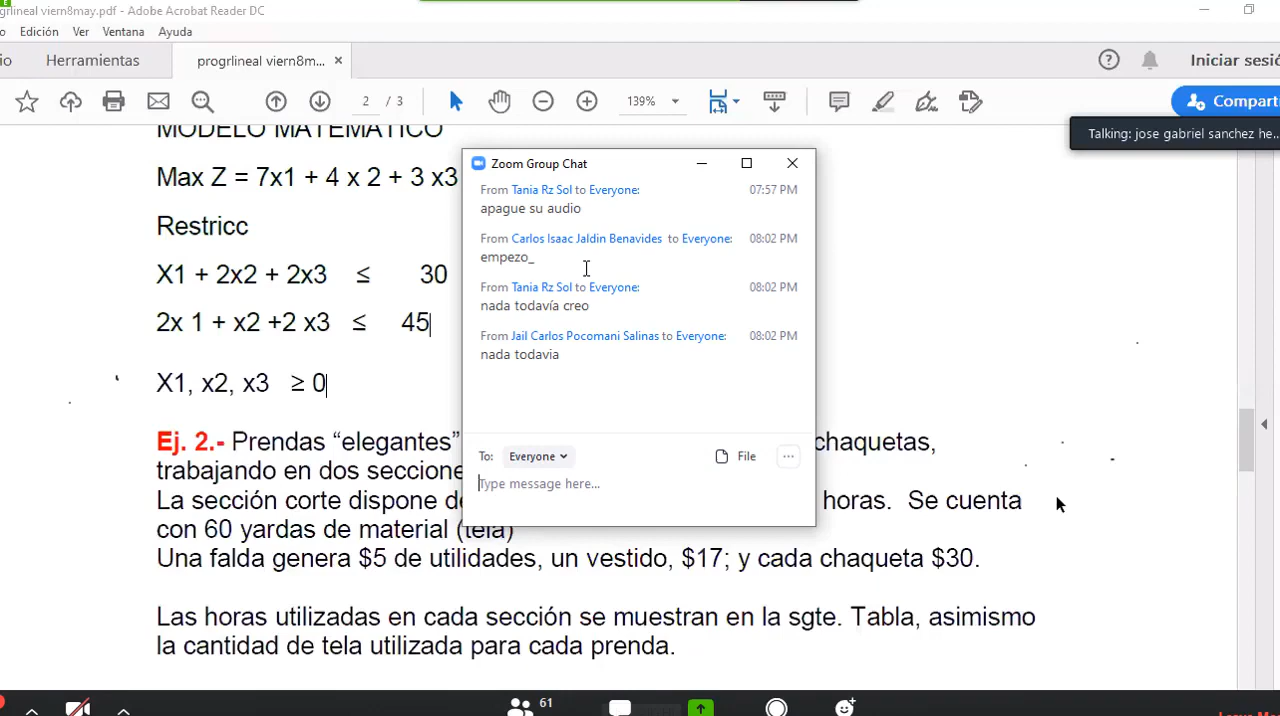 grlineal viern8may.pdf - Adobe Acrobat Reader DC
Edición Ver Ventana Ayuda
io Herramientas progrlineal viern8m... ×
Iniciar sesió
2 / 3 139%
Comparti
Talking: jose gabriel sanchez he...
MODELO MATEMATICO
Max Z = 7x1 + 4 x 2 + 3 x3
Restricc
X1 + 2x2 + 2x3 ≤ 30
2x 1 + x2 +2 x3 ≤ 45
X1, x2, x3 ≥ 0
Zoom Group Chat
From Tania Rz Sol to Everyone: 07:57 PM
apague su audio
From Carlos Isaac Jaldin Benavides to Everyone: 08:02 PM
empezo_
From Tania Rz Sol to Everyone: 08:02 PM
nada todavía creo
From Jail Carlos Pocomani Salinas to Everyone: 08:02 PM
nada todavia
To: Everyone File ...
Type message here...
Ej. 2.- Prendas “elegantes” chaquetas,
trabajando en dos seccione
La sección corte dispone de horas. Se cuenta
con 60 yardas de material (tela)
Una falda genera $5 de utilidades, un vestido, $17; y cada chaqueta $30.
Las horas utilizadas en cada sección se muestran en la sgte. Tabla, asimismo
la cantidad de tela utilizada para cada prenda.
61